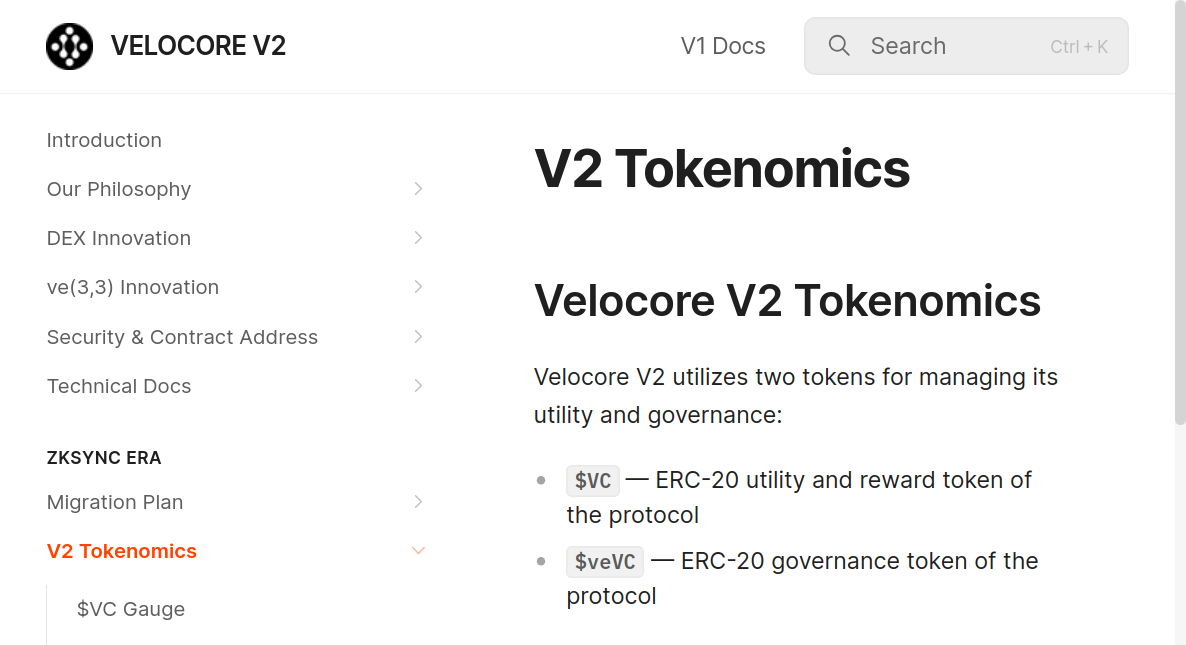 VELOCORE V2
V1 Docs
Search
Ctrl + K
Introduction
Our Philosophy
DEX Innovation
ve(3,3) Innovation
Security & Contract Address
Technical Docs
ZKSYNC ERA
Migration Plan
V2 Tokenomics
$VC Gauge
V2 Tokenomics
Velocore V2 Tokenomics
Velocore V2 utilizes two tokens for managing its
utility and governance:
$VC — ERC-20 utility and reward token of
the protocol
$veVC — ERC-20 governance token of the
protocol